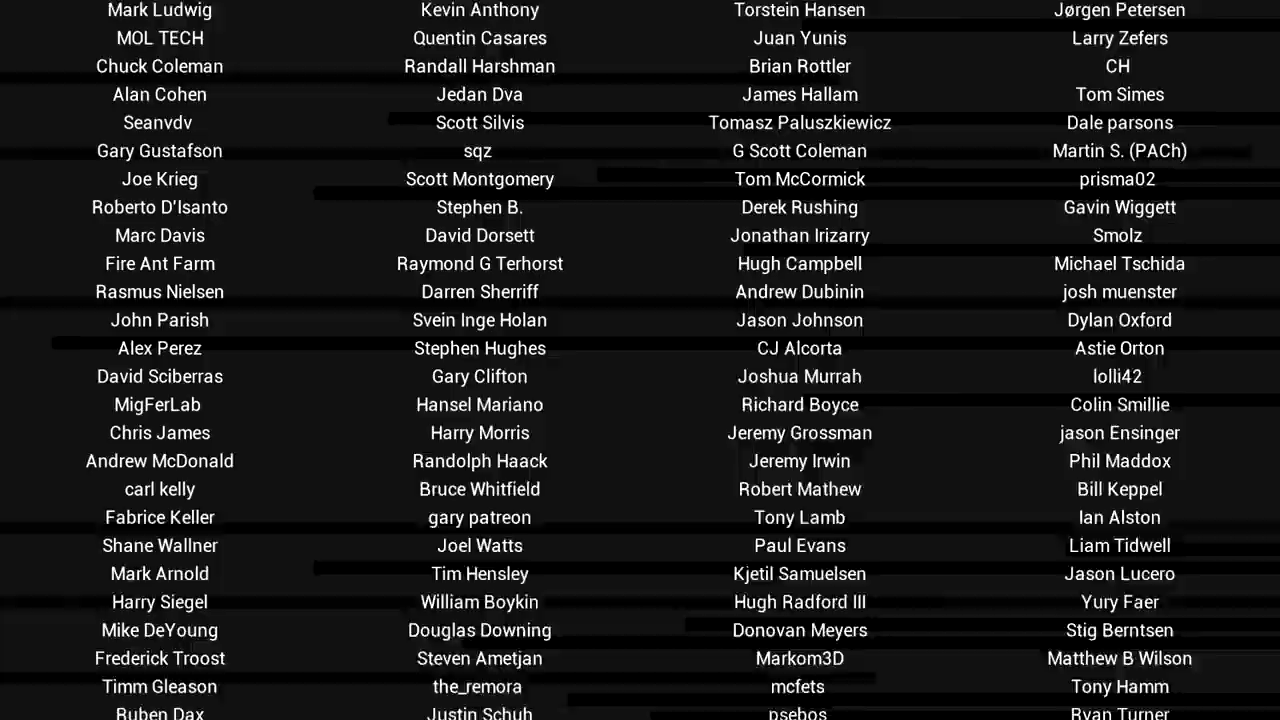 Mark Ludwig Kevin Anthony Torstein Hansen Jørgen Petersen
MOL TECH Quentin Casares Juan Yunis Larry Zefers
Chuck Coleman Randall Harshman Brian Rottler CH
Alan Cohen Jedan Dva James Hallam Tom Simes
Seanvdv Scott Silvis Tomasz Paluszkiewicz Dale parsons
Gary Gustafson sqz G Scott Coleman Martin S. (PACh)
Joe Krieg Scott Montgomery Tom McCormick prisma02
Roberto D'Isanto Stephen B. Derek Rushing Gavin Wiggett
Marc Davis David Dorsett Jonathan Irizarry Smolz
Fire Ant Farm Raymond G Terhorst Hugh Campbell Michael Tschida
Rasmus Nielsen Darren Sherriff Andrew Dubinin josh muenster
John Parish Svein Inge Holan Jason Johnson Dylan Oxford
Alex Perez Stephen Hughes CJ Alcorta Astie Orton
David Sciberras Gary Clifton Joshua Murrah lolli42
MigFerLab Hansel Mariano Richard Boyce Colin Smillie
Chris James Harry Morris Jeremy Grossman jason Ensinger
Andrew McDonald Randolph Haack Jeremy Irwin Phil Maddox
carl kelly Bruce Whitfield Robert Mathew Bill Keppel
Fabrice Keller gary patreon Tony Lamb Ian Alston
Shane Wallner Joel Watts Paul Evans Liam Tidwell
Mark Arnold Tim Hensley Kjetil Samuelsen Jason Lucero
Harry Siegel William Boykin Hugh Radford III Yury Faer
Mike DeYoung Douglas Downing Donovan Meyers Stig Berntsen
Frederick Troost Steven Ametjan Markom3D Matthew B Wilson
Timm Gleason the_remora mcfets Tony Hamm
Ruben Dax Justin Schuh psebos Ryan Turner